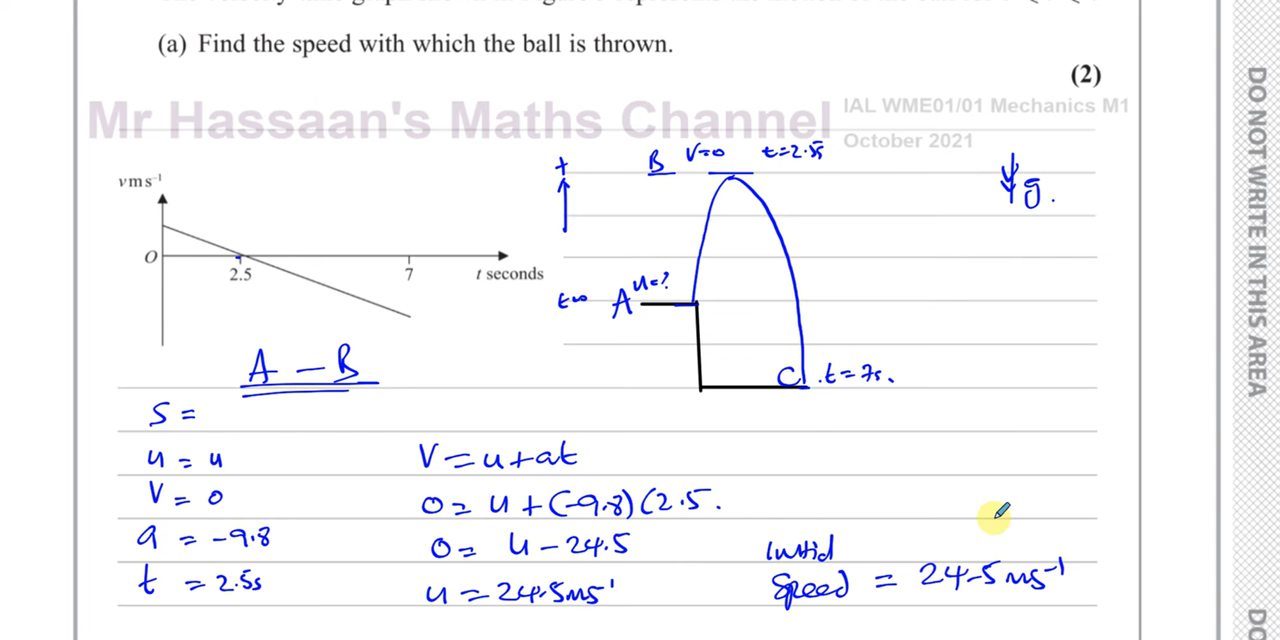 (a) Find the speed with which the ball is thrown.
(2)
Mr Hassaan's Maths Channel
IAL WME01/01 Mechanics M1
October 2021
v m s⁻¹
O
2.5
7
t seconds
+
B v=0 t=2.5s
g.
t=0 A u=?
C .t=7s.
A – B
S =
u = u
V = 0
a = -9.8
t = 2.5s
V = u+at
0 = u + (-9.8)(2.5.
0 = u - 24.5
u = 24.5ms⁻¹
Initial
Speed = 24.5 ms⁻¹
DO NOT WRITE IN THIS AREA
DO